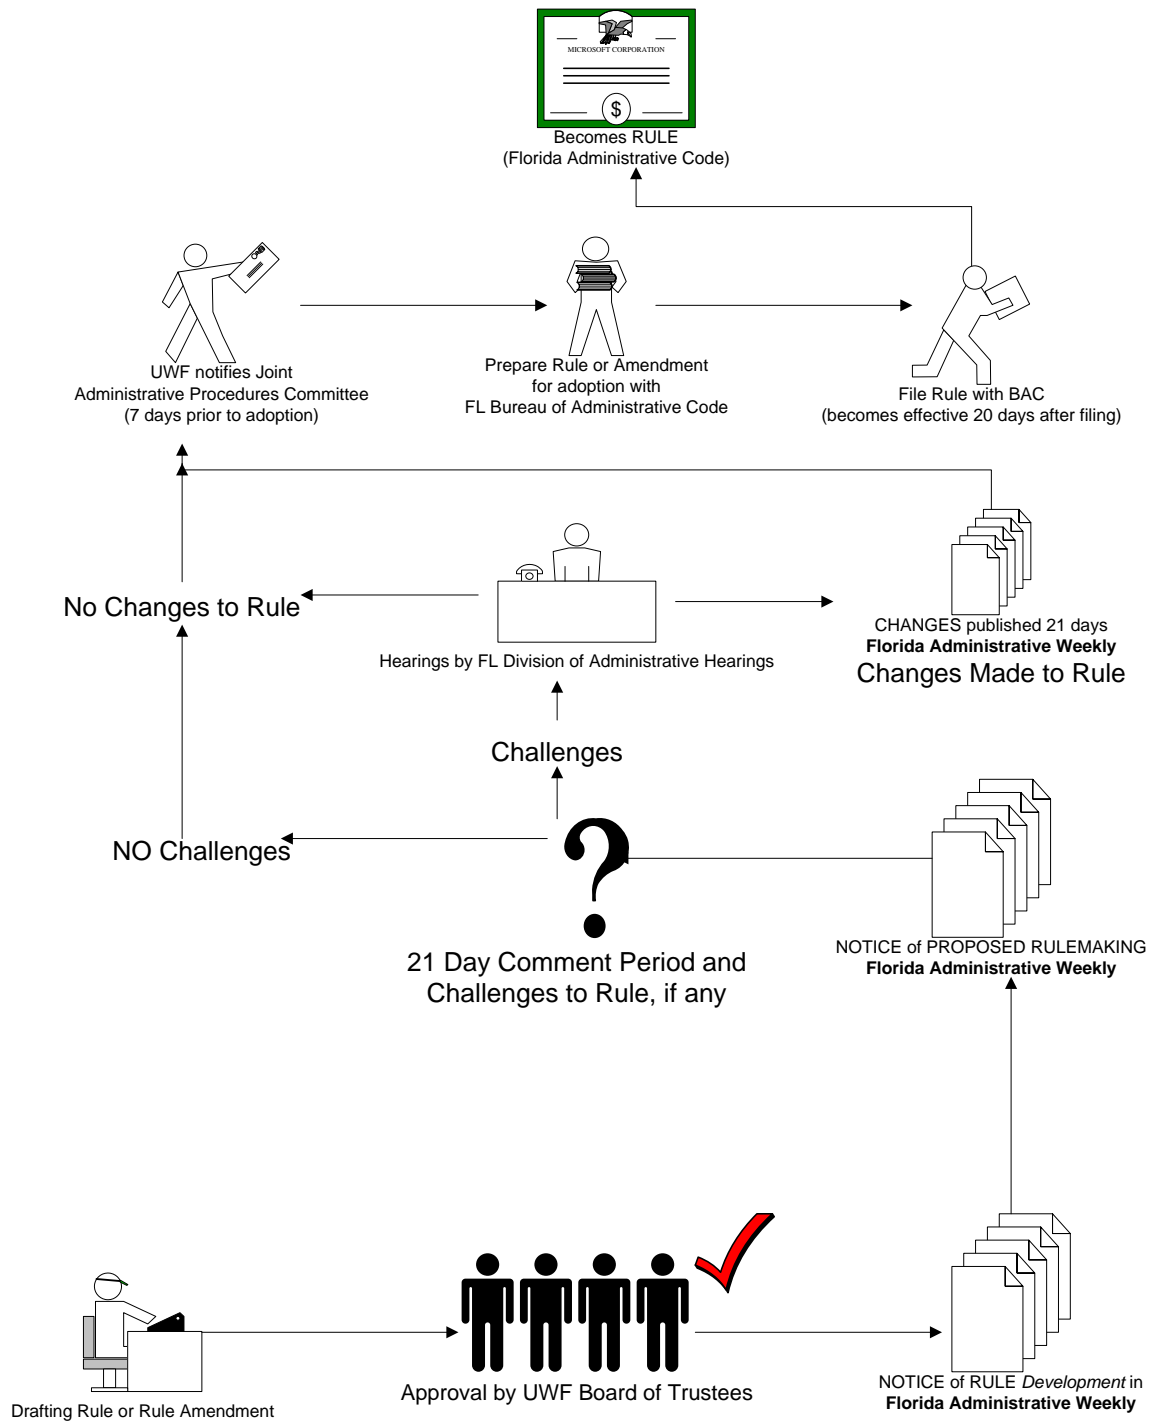 MICROSOFT CORPORATION
$
Becomes RULE
(Florida Administrative Code)
UWF notifies Joint
Administrative Procedures Committee
(7 days prior to adoption)
Prepare Rule or Amendment
for adoption with
FL Bureau of Administrative Code
File Rule with BAC
(becomes effective 20 days after filing)
No Changes to Rule
Hearings by FL Division of Administrative Hearings
CHANGES published 21 days
Florida Administrative Weekly
Changes Made to Rule
Challenges
NO Challenges
?
21 Day Comment Period and
Challenges to Rule, if any
NOTICE of PROPOSED RULEMAKING
Florida Administrative Weekly
Drafting Rule or Rule Amendment
Approval by UWF Board of Trustees
NOTICE of RULE Development in
Florida Administrative Weekly